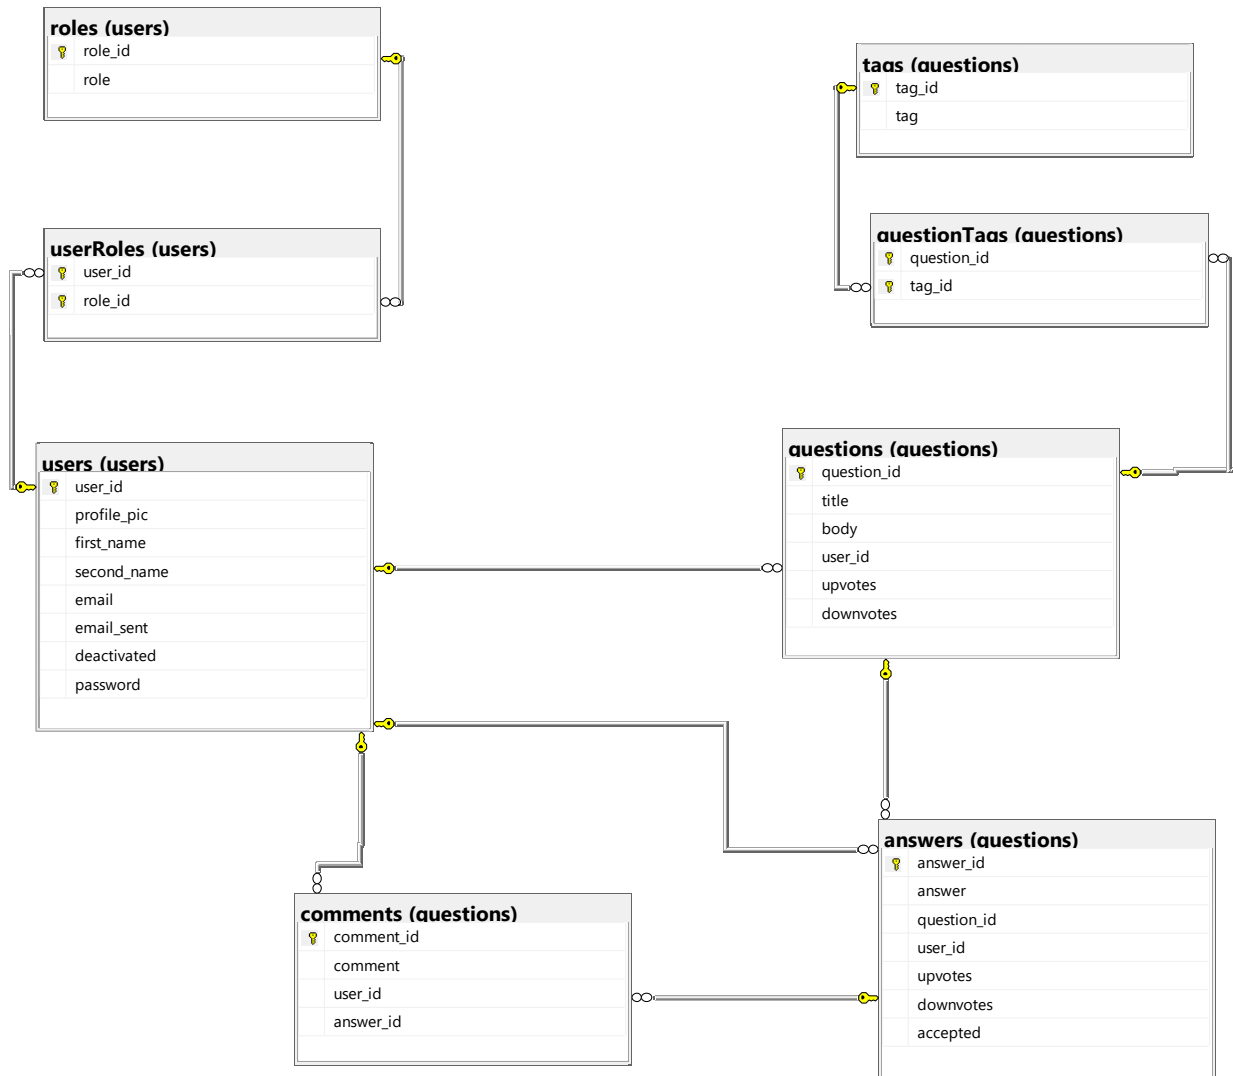 roles (users)
role_id
role
tags (questions)
tag_id
tag
userRoles (users)
user_id
role_id
questionTags (questions)
question_id
tag_id
users (users)
user_id
profile_pic
first_name
second_name
email
email_sent
deactivated
password
questions (questions)
question_id
title
body
user_id
upvotes
downvotes
comments (questions)
comment_id
comment
user_id
answer_id
answers (questions)
answer_id
answer
question_id
user_id
upvotes
downvotes
accepted